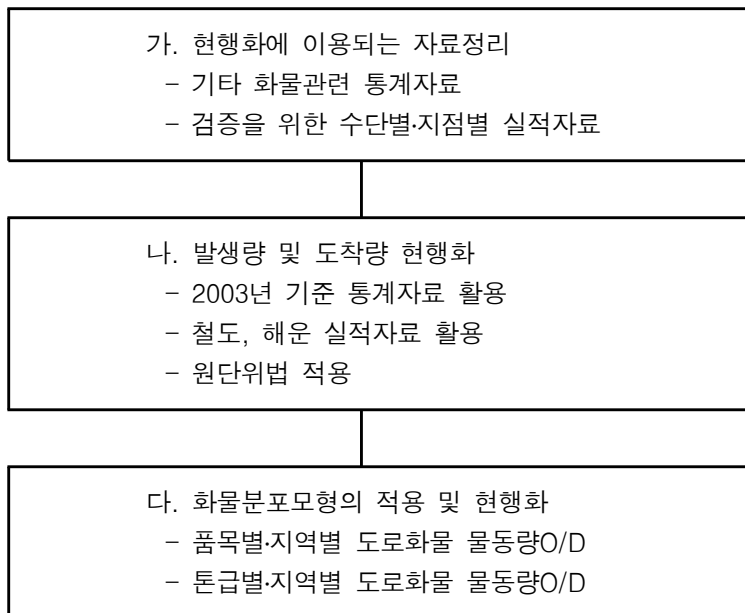 가. 현행화에 이용되는 자료정리
- 기타 화물관련 통계자료
- 검증을 위한 수단별·지점별 실적자료
나. 발생량 및 도착량 현행화
- 2003년 기준 통계자료 활용
- 철도, 해운 실적자료 활용
- 원단위법 적용
다. 화물분포모형의 적용 및 현행화
- 품목별·지역별 도로화물 물동량O/D
- 톤급별·지역별 도로화물 물동량O/D